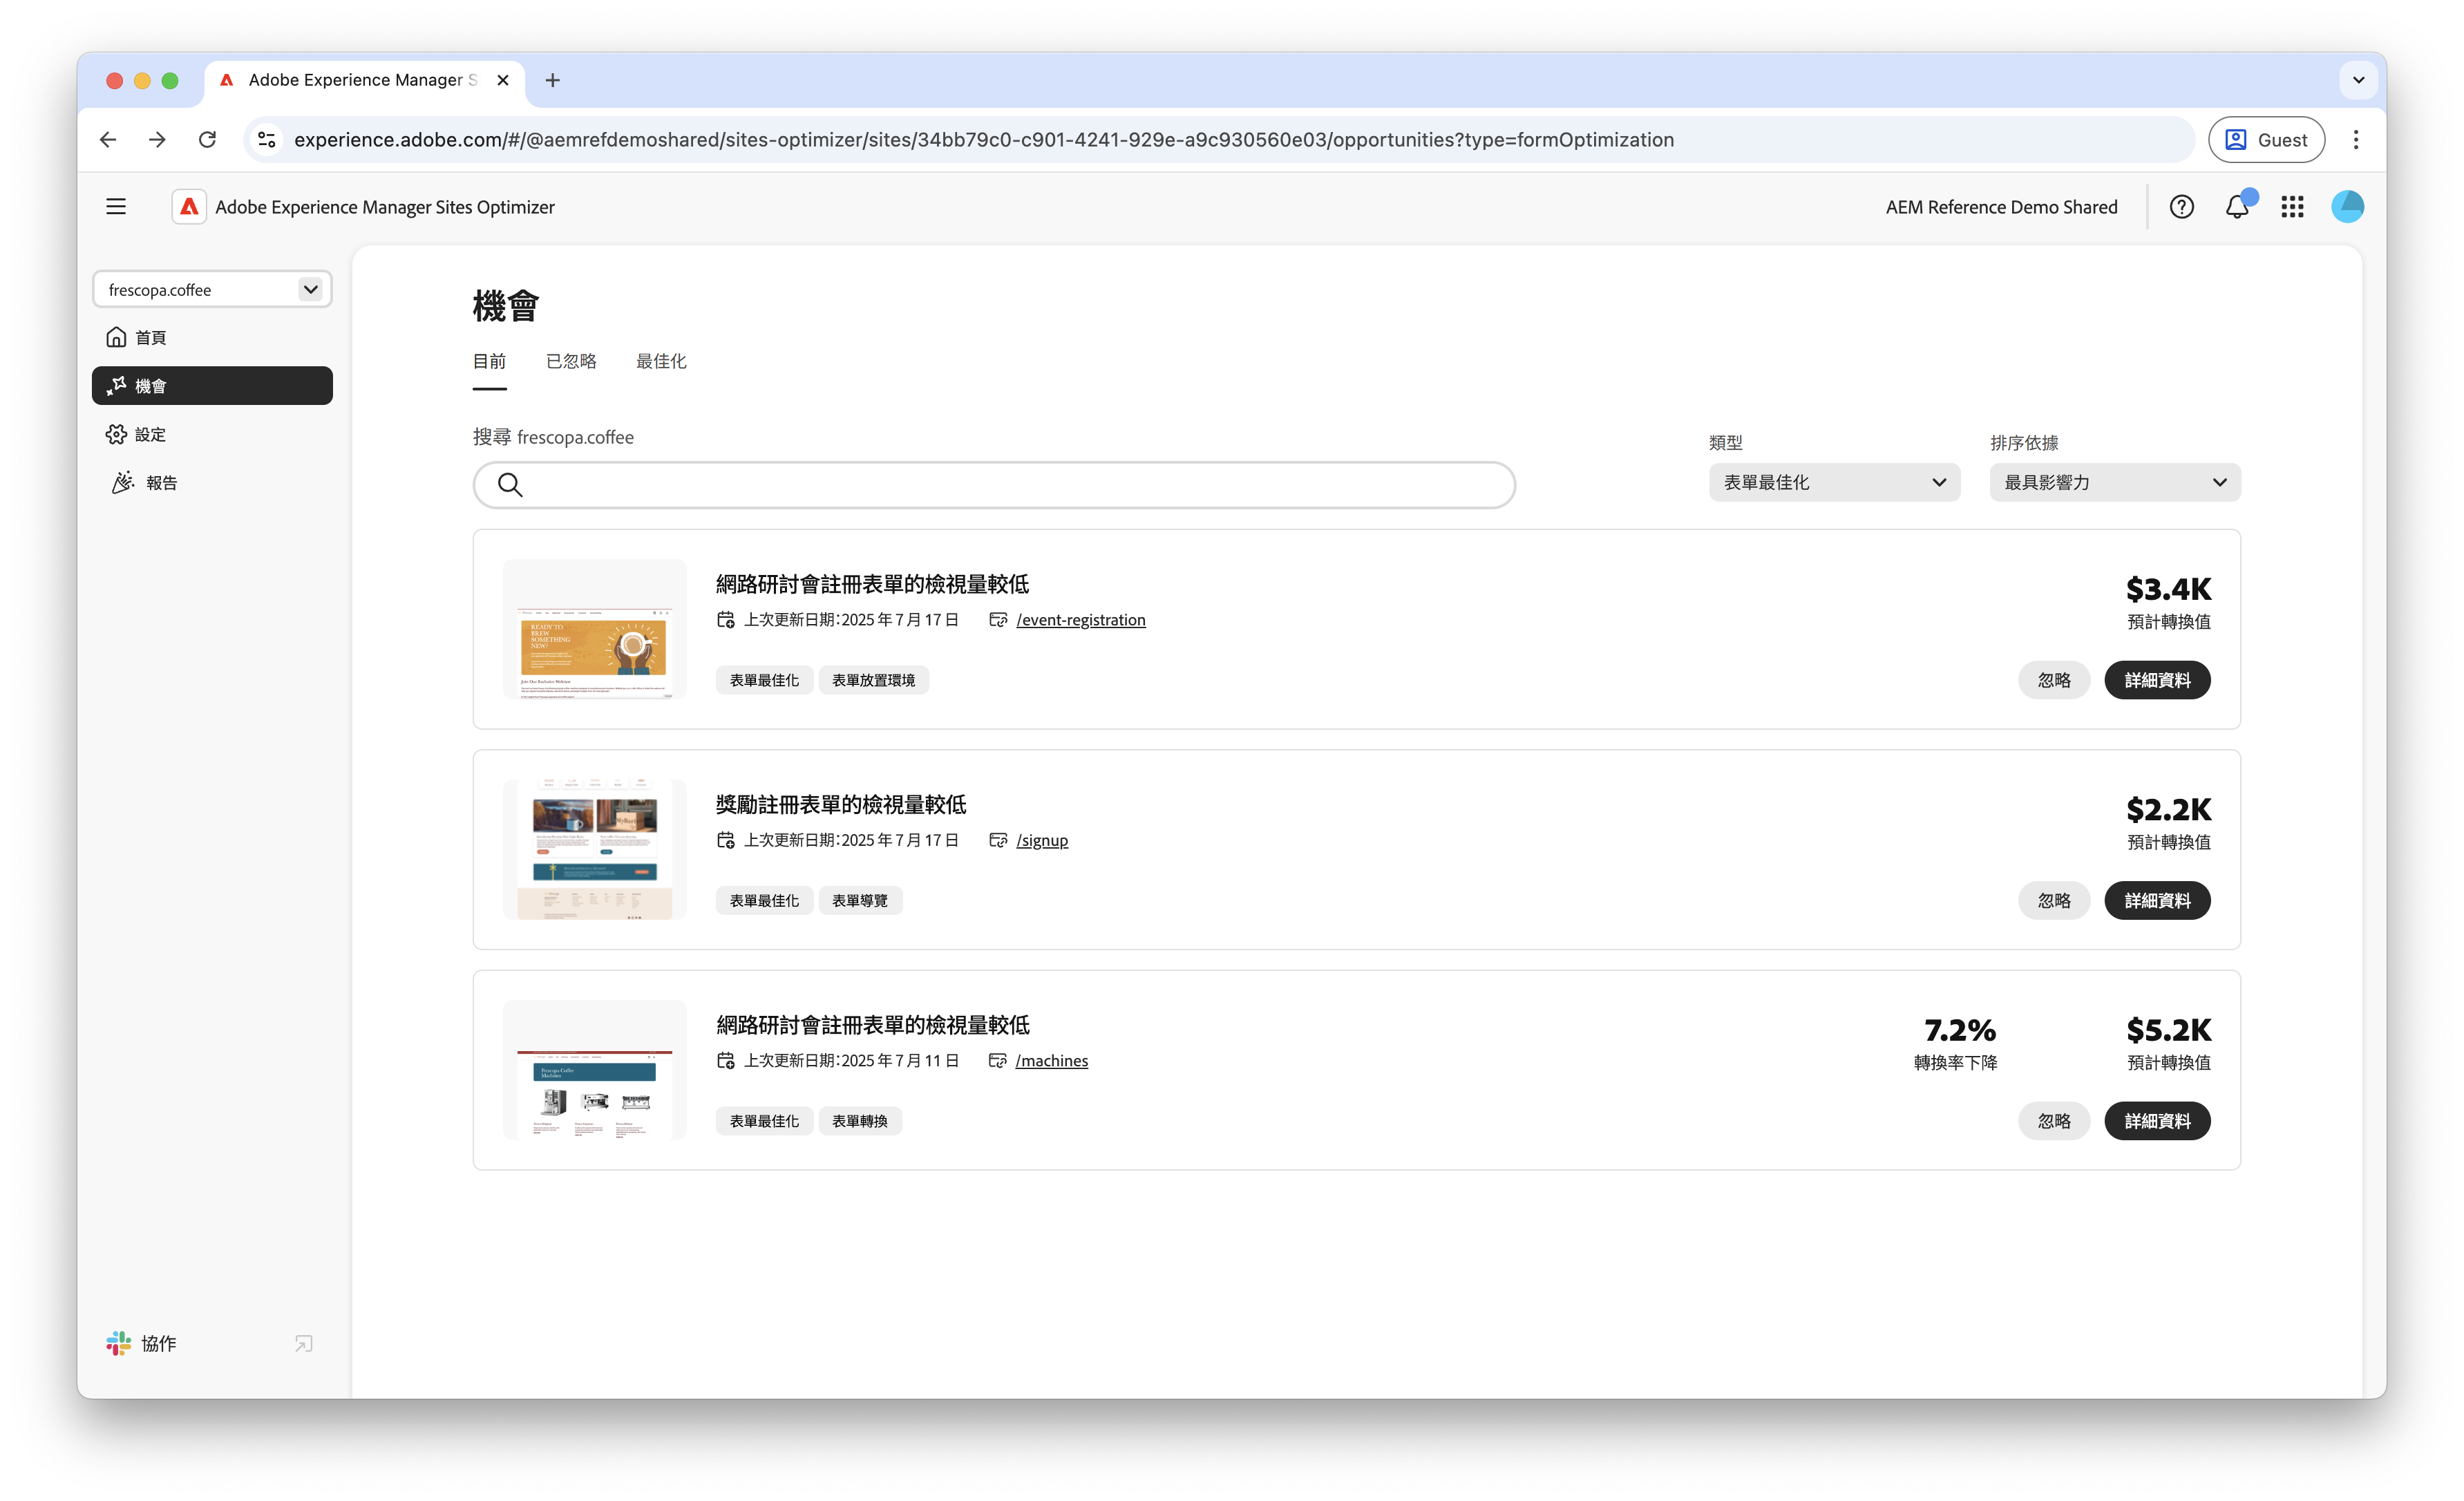 Adobe Experience Manager S
experience.adobe.com/#/@aemrefdemoshared/sites-optimizer/sites/34bb79c0-c901-4241-929e-a9c930560e03/opportunities?type=formOptimization
Guest
Adobe Experience Manager Sites Optimizer
AEM Reference Demo Shared
frescopa.coffee
首頁
機會
設定
報告
協作
機會
目前 已忽略 最佳化
搜尋 frescopa.coffee
類型
表單最佳化
排序依據
最具影響力
READY TO
BREW
SOMETHING
NEW?
網路研討會註冊表單的檢視量較低
上次更新日期：2025 年 7 月 17 日 /event-registration
表單最佳化 表單放置環境
$3.4K
預計轉換值
忽略 詳細資料
獎勵註冊表單的檢視量較低
上次更新日期：2025 年 7 月 17 日 /signup
表單最佳化 表單導覽
$2.2K
預計轉換值
忽略 詳細資料
Frescopa Coffee
Machines
網路研討會註冊表單的檢視量較低
上次更新日期：2025 年 7 月 11 日 /machines
表單最佳化 表單轉換
7.2%
轉換率下降
$5.2K
預計轉換值
忽略 詳細資料